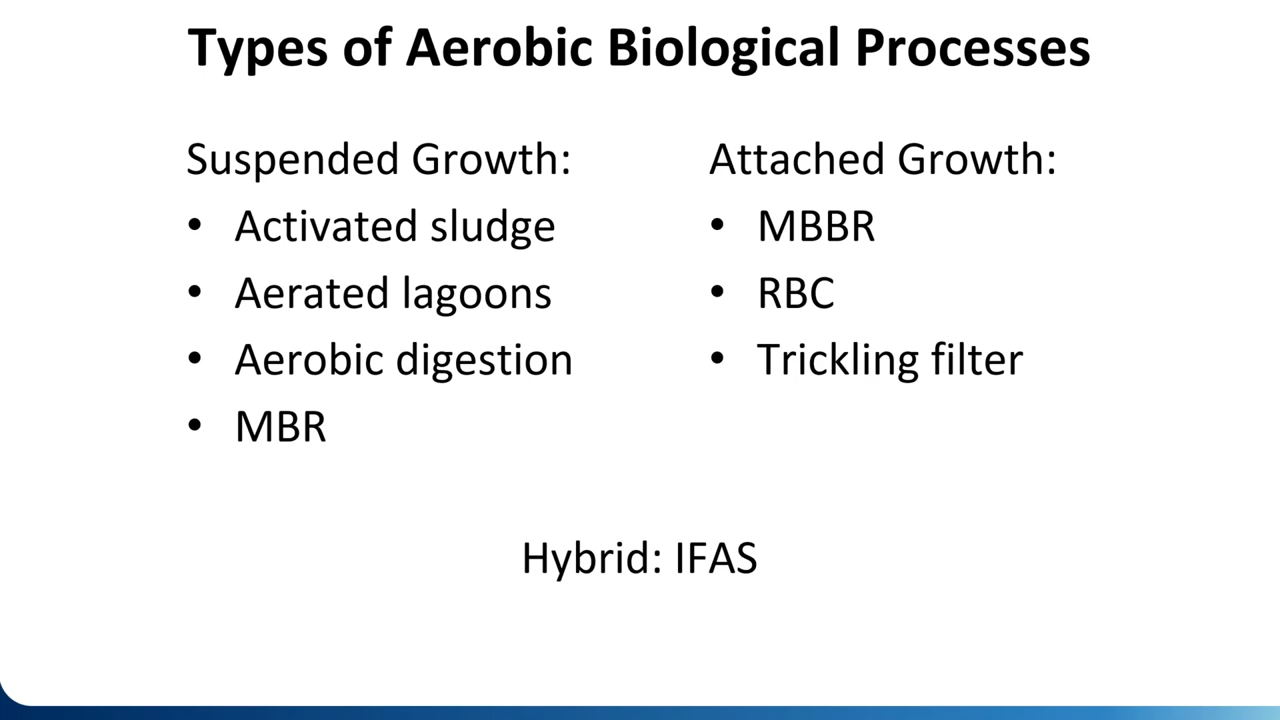 Types of Aerobic Biological Processes
Suspended Growth:
• Activated sludge
• Aerated lagoons
• Aerobic digestion
• MBR
Attached Growth:
• MBBR
• RBC
• Trickling filter
Hybrid: IFAS